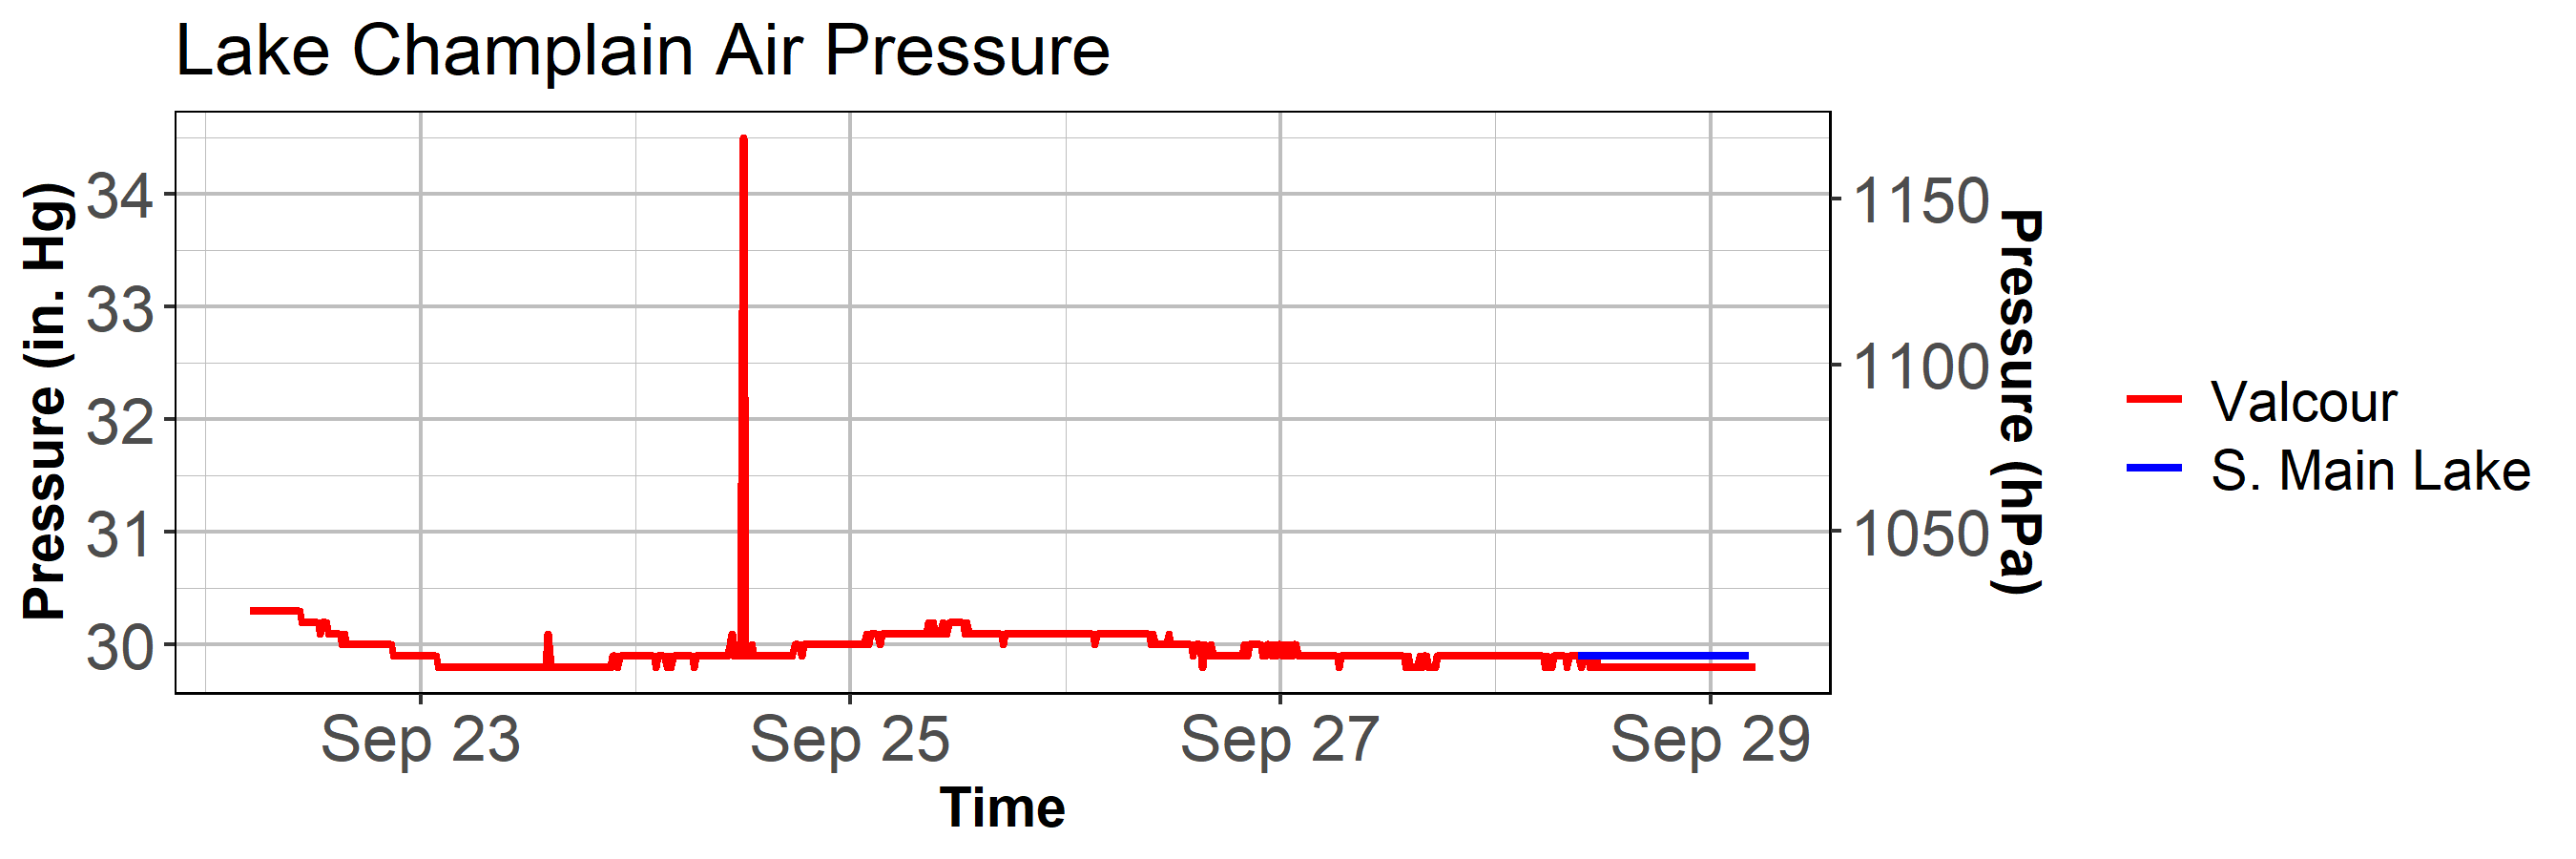 Lake Champlain Air Pressure
Pressure (in. Hg)
34
33
32
31
30
1150
1100
1050
Pressure (hPa)
Valcour
S. Main Lake
Sep 23
Sep 25
Sep 27
Sep 29
Time